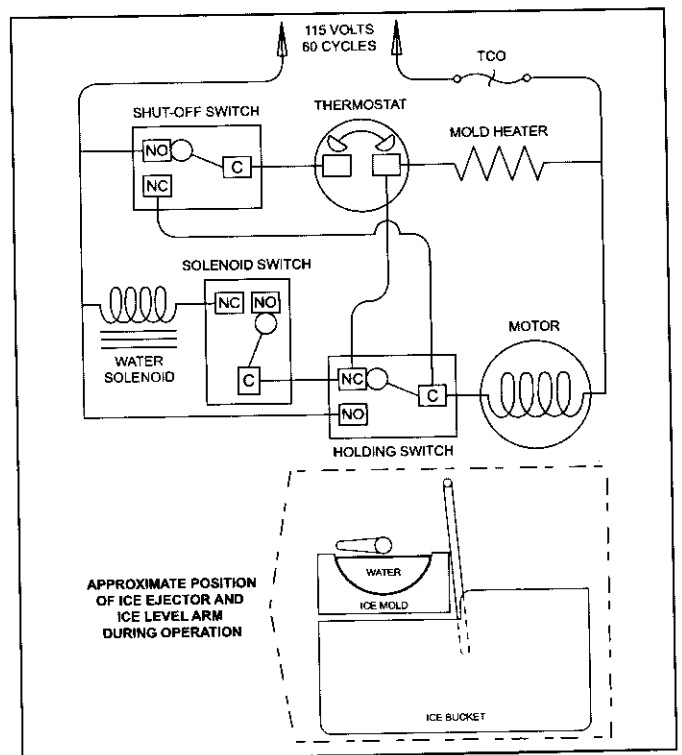 115 VOLTS
60 CYCLES
TCO
SHUT-OFF SWITCH
THERMOSTAT
MOLD HEATER
NO
C
NC
SOLENOID SWITCH
NC
NO
MOTOR
WATER
SOLENOID
C
NC
C
NO
HOLDING SWITCH
APPROXIMATE POSITION
OF ICE EJECTOR AND
ICE LEVEL ARM
DURING OPERATION
WATER
ICE MOLD
ICE BUCKET